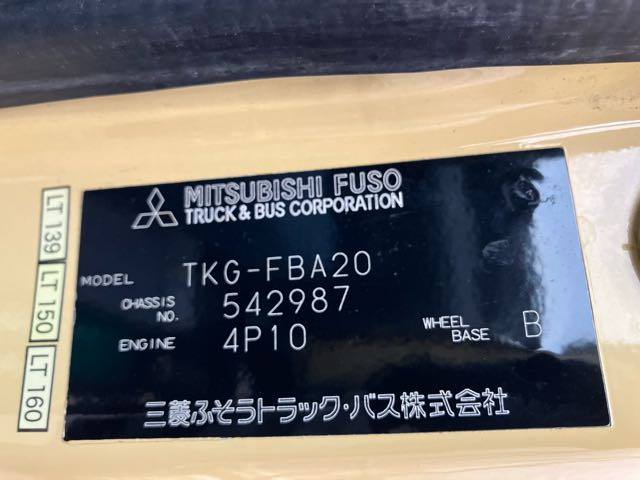 MITSUBISHI FUSO
TRUCK & BUS CORPORATION
MODEL TKG-FBA20
CHASSIS NO. 542987
ENGINE 4P10
WHEEL BASE B
三菱ふそうトラック・バス株式会社
LT 139
LT 150
LT 160